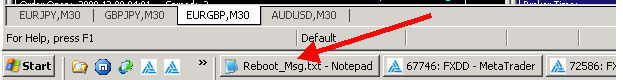 EURJPY,M30 GBPJPY,M30 EURGBP,M30 AUDUSD,M30
For Help, press F1 Default
Start » Reboot_Msg.txt - Notepad 67746: FXDD - MetaTrader 72586: FX